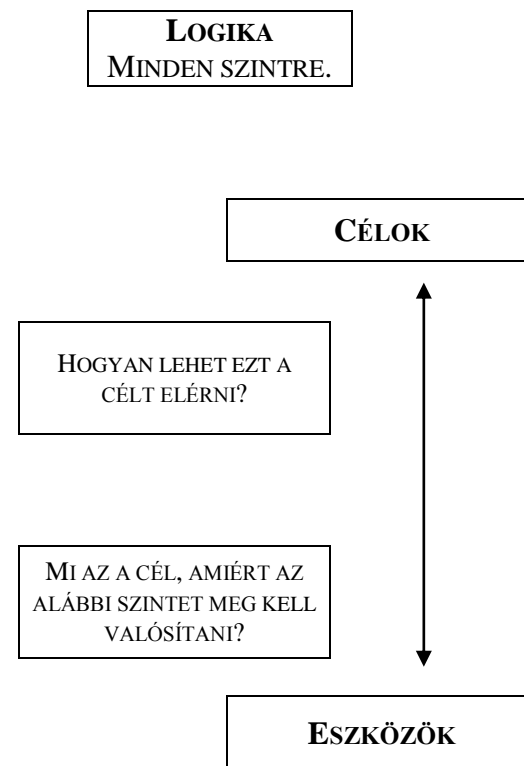 LOGIKA
MINDEN SZINTRE.
CÉLOK
HOGYAN LEHET EZT A
CÉLT ELÉRNI?
MI AZ A CÉL, AMIÉRT AZ
ALÁBBI SZINTET MEG KELL
VALÓSÍTANI?
ESZKÖZÖK